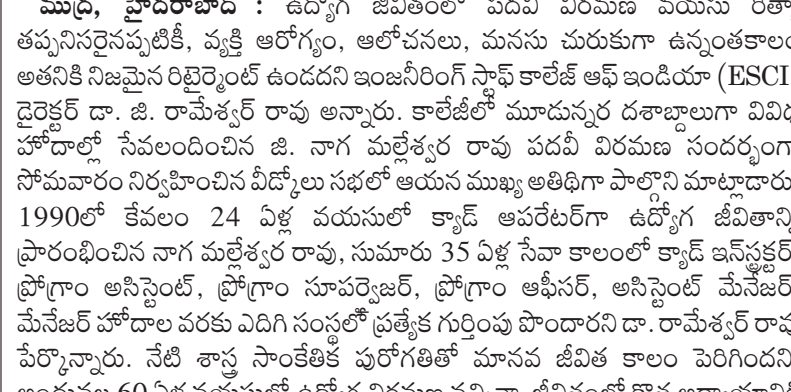 ముద్ర, హైదరాబాద్ : ఉద్యోగ జీవితంలో పదవీ విరమణ వయసు రీత్యా
తప్పనిసరైనప్పటికీ, వ్యక్తి ఆరోగ్యం, ఆలోచనలు, మనసు చురుకుగా ఉన్నంతకాలం
అతనికి నిజమైన రిటైర్మెంట్ ఉండదని ఇంజనీరింగ్ స్టాఫ్ కాలేజ్ ఆఫ్ ఇండియా (ESCI
డైరెక్టర్ డా. జి. రామేశ్వర్ రావు అన్నారు. కాలేజీలో మూడున్నర దశాబ్దాలుగా వివిధ
హోదాల్లో సేవలందించిన జి. నాగ మల్లేశ్వర రావు పదవీ విరమణ సందర్భంగా
సోమవారం నిర్వహించిన వీడ్కోలు సభలో ఆయన ముఖ్య అతిథిగా పాల్గొని మాట్లాడారు
1990లో కేవలం 24 ఏళ్ల వయసులో క్యాడ్ ఆపరేటర్‌గా ఉద్యోగ జీవితాన్ని
ప్రారంభించిన నాగ మల్లేశ్వర రావు, సుమారు 35 ఏళ్ల సేవా కాలంలో క్యాడ్ ఇన్‌స్ట్రక్టర్
ప్రోగ్రాం అసిస్టెంట్, ప్రోగ్రాం సూపర్వైజర్, ప్రోగ్రాం ఆఫీసర్, అసిస్టెంట్ మేనేజర్
మేనేజర్ హోదాల వరకు ఎదిగి సంస్థలో ప్రత్యేక గుర్తింపు పొందారని డా. రామేశ్వర్ రావు
పేర్కొన్నారు. నేటి శాస్త్ర సాంకేతిక పురోగతితో మానవ జీవిత కాలం పెరిగిందని